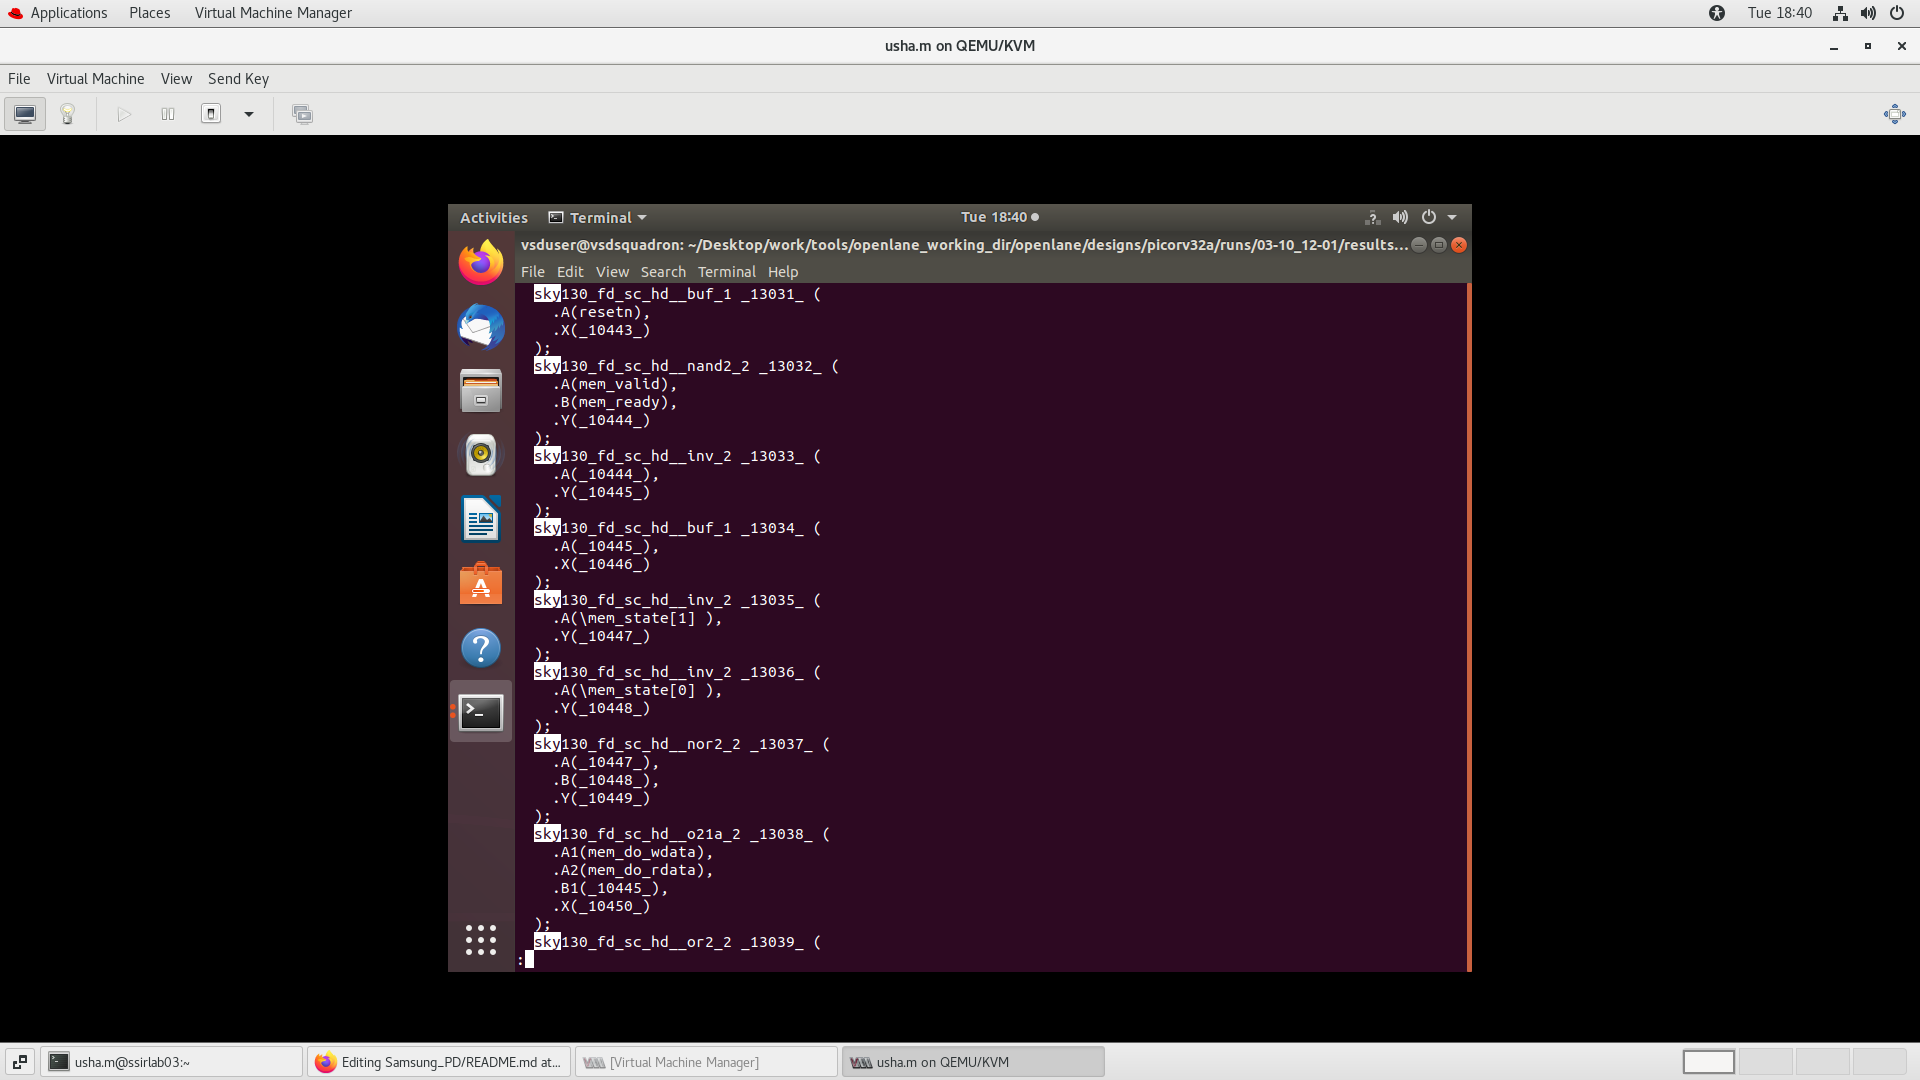 Applications Places Virtual Machine Manager Tue 18:40
usha.m on QEMU/KVM
File Virtual Machine View Send Key
Activities Terminal Tue 18:40
vsduser@vsdsquadron: ~/Desktop/work/tools/openlane_working_dir/openlane/designs/picorv32a/runs/03-10_12-01/results...
File Edit View Search Terminal Help
sky130_fd_sc_hd__buf_1 _13031_ (
.A(resetn),
.X(_10443_)
);
sky130_fd_sc_hd__nand2_2 _13032_ (
.A(mem_valid),
.B(mem_ready),
.Y(_10444_)
);
sky130_fd_sc_hd__inv_2 _13033_ (
.A(_10444_),
.Y(_10445_)
);
sky130_fd_sc_hd__buf_1 _13034_ (
.A(_10445_),
.X(_10446_)
);
sky130_fd_sc_hd__inv_2 _13035_ (
.A(\mem_state[1] ),
.Y(_10447_)
);
sky130_fd_sc_hd__inv_2 _13036_ (
.A(\mem_state[0] ),
.Y(_10448_)
);
sky130_fd_sc_hd__nor2_2 _13037_ (
.A(_10447_),
.B(_10448_),
.Y(_10449_)
);
sky130_fd_sc_hd__o21a_2 _13038_ (
.A1(mem_do_wdata),
.A2(mem_do_rdata),
.B1(_10445_),
.X(_10450_)
);
sky130_fd_sc_hd__or2_2 _13039_ (
:
usha.m@ssirlab03:~ Editing Samsung_PD/README.md at... [Virtual Machine Manager] usha.m on QEMU/KVM